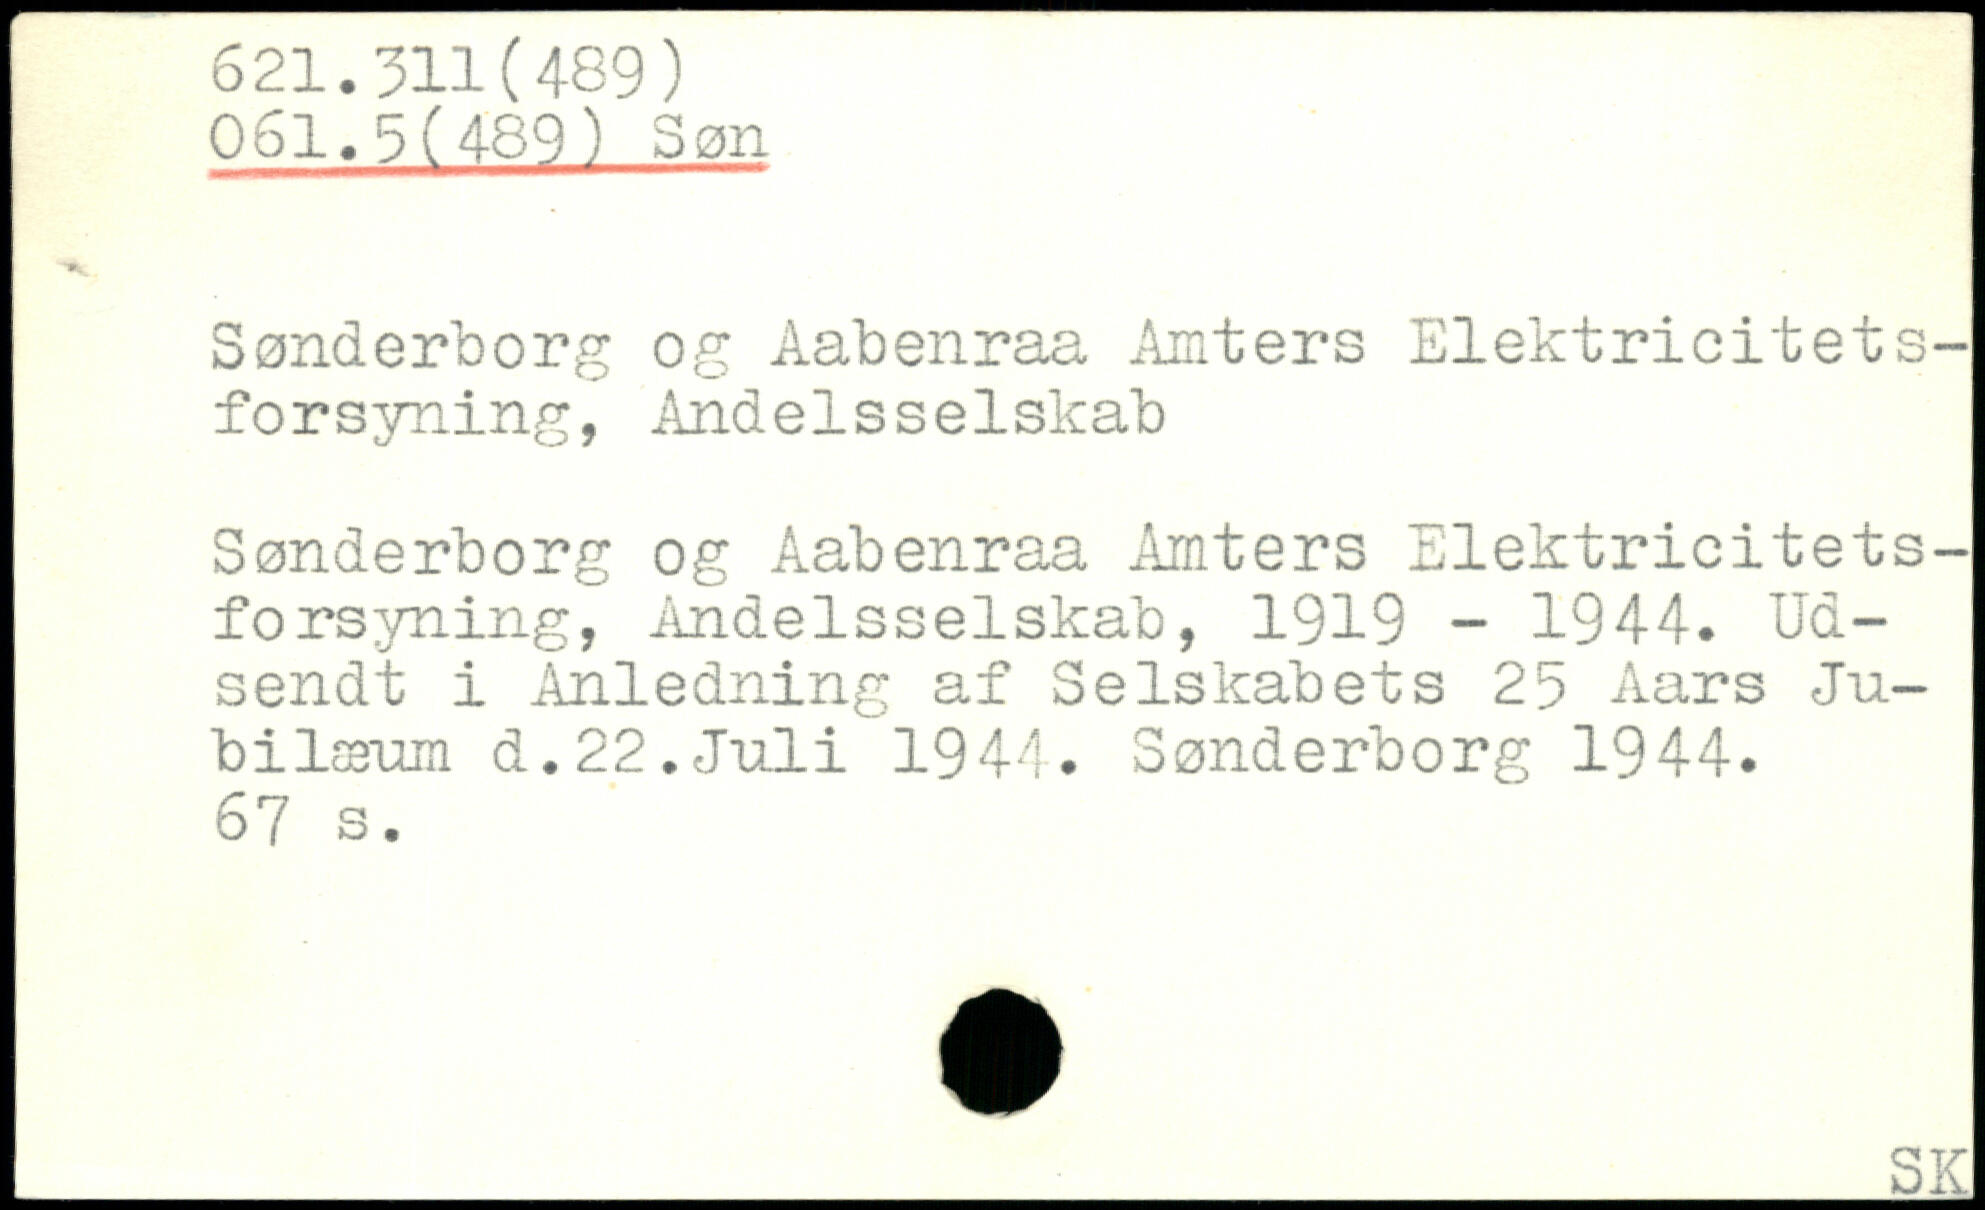 621.311(489)
061.5(489) Søn
Sønderborg og Aabenraa Amters Elektricitets-
forsyning, Andelsselskab
Sønderborg og Aabenraa Amters Elektricitets-
forsyning, Andelsselskab, 1919 - 1944. Ud-
sendt i Anledning af Selskabets 25 Aars Ju-
bilæum d.22.Juli 1944. Sønderborg 1944.
67 s.
SK